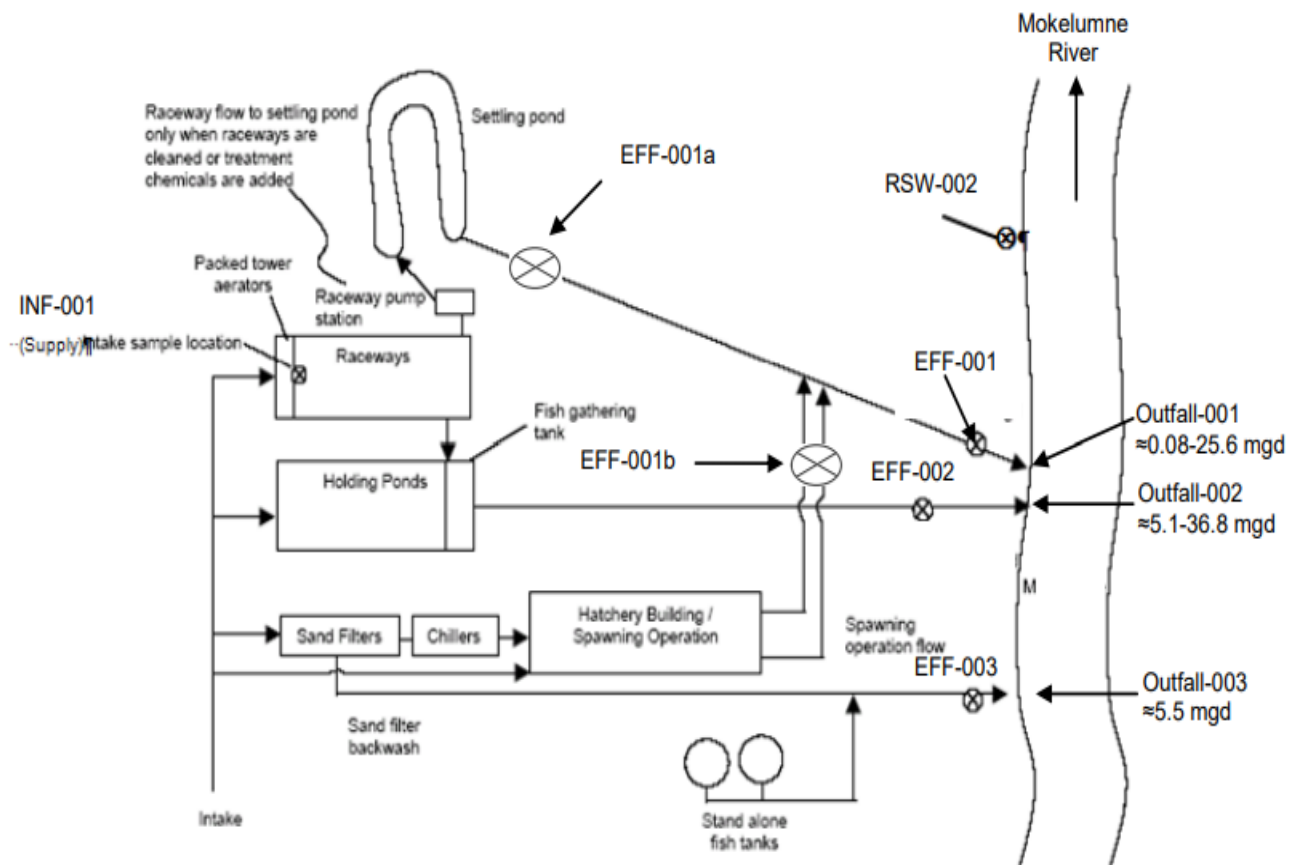 Mokelumne
River
Raceway flow to settling pond
only when raceways are
cleaned or treatment
chemicals are added
Settling pond
EFF-001a
RSW-002
¶
Packed tower
aerators
Raceway pump
station
INF-001
(Supply)¶
Intake sample location
Raceways
EFF-001
Outfall-001
≈0.08-25.6 mgd
Fish gathering
tank
EFF-001b
EFF-002
Holding Ponds
Outfall-002
≈5.1-36.8 mgd
M
Sand Filters
Chillers
Hatchery Building /
Spawning Operation
Spawning
operation flow
EFF-003
Outfall-003
≈5.5 mgd
Sand filter
backwash
Intake
Stand alone
fish tanks